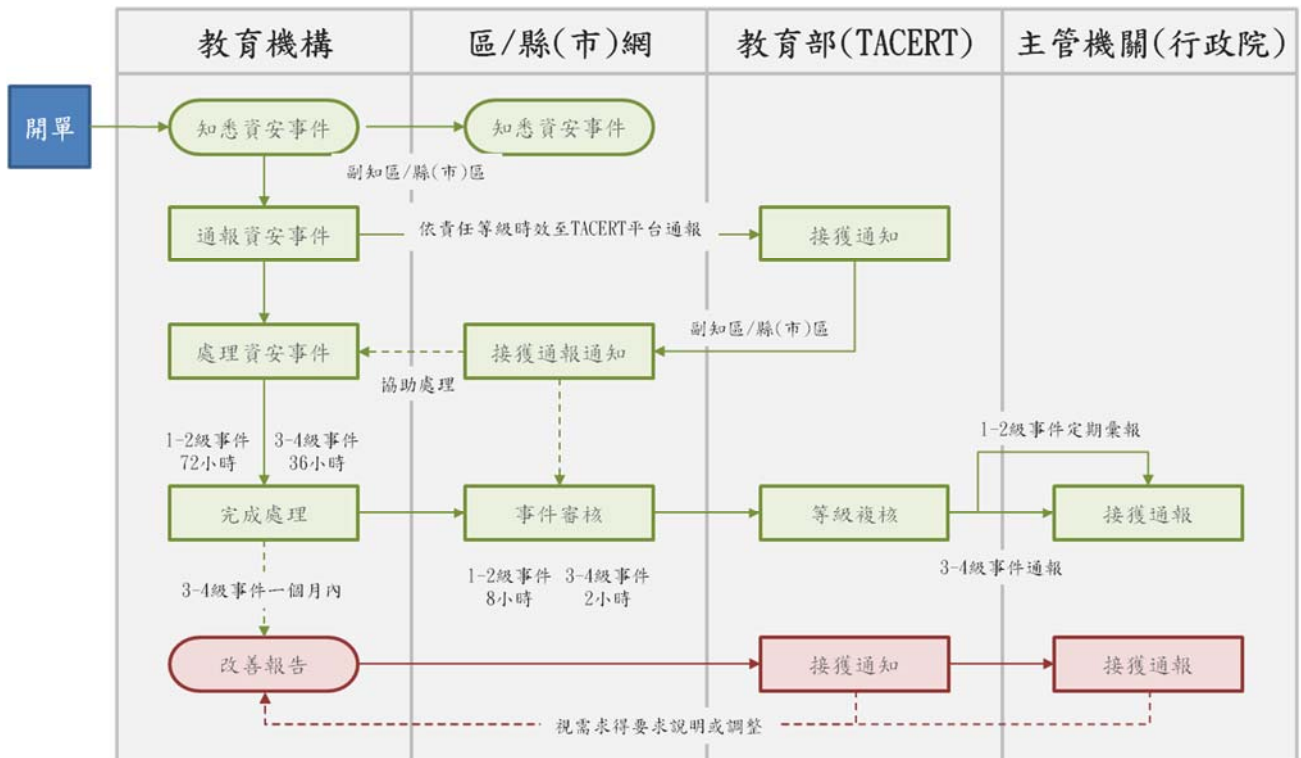 教育機構
區/縣(市)網
教育部(TACERT)
主管機關(行政院)
開單
知悉資安事件
知悉資安事件
副知區/縣(市)區
通報資安事件
依責任等級時效至TACERT平台通報
接獲通知
副知區/縣(市)區
處理資安事件
接獲通報通知
協助處理
1-2級事件
72小時
3-4級事件
36小時
1-2級事件定期彙報
完成處理
事件審核
等級複核
接獲通報
3-4級事件通報
3-4級事件一個月內
1-2級事件
8小時
3-4級事件
2小時
改善報告
接獲通知
接獲通報
視需求得要求說明或調整